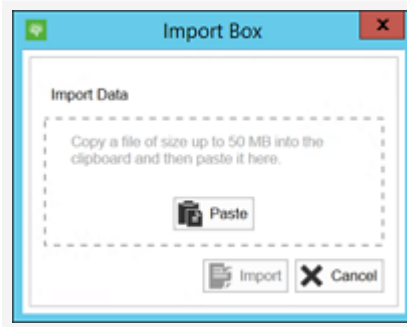 Import Box
Import Data
Copy a file of size up to 50 MB into the
clipboard and then paste it here.
Paste
Import
Cancel